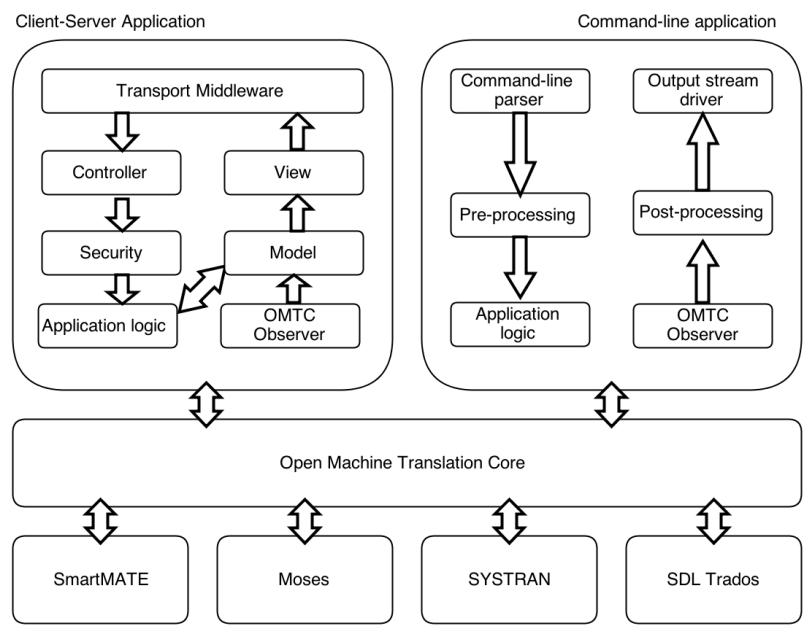 Client-Server Application
Command-line application
Transport Middleware
Controller
View
Security
Model
Application logic
OMTC
Observer
Command-line
parser
Output stream
driver
Pre-processing
Post-processing
Application
logic
OMTC
Observer
Open Machine Translation Core
SmartMATE
Moses
SYSTRAN
SDL Trados